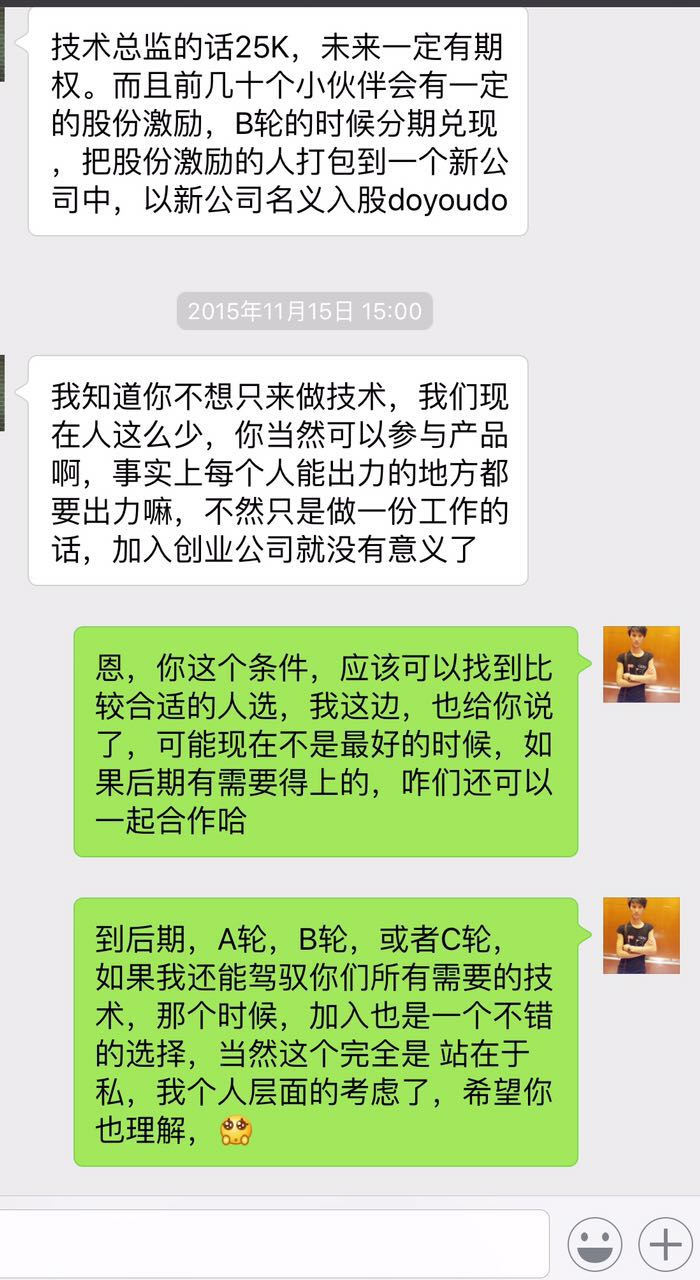 技术总监的话25K，未来一定有期
权。而且前几十个小伙伴会有一定
的股份激励，B轮的时候分期兑现
，把股份激励的人打包到一个新公
司中，以新公司名义入股doyoudo
2015年11月15日 15:00
我知道你不想只来做技术，我们现
在人这么少，你当然可以参与产品
啊，事实上每个人能出力的地方都
要出力嘛，不然只是做一份工作的
话，加入创业公司就没有意义了
恩，你这个条件，应该可以找到比
较合适的人选，我这边，也给你说
了，可能现在不是最好的时候，如
果后期有需要得上的，咋们还可以
一起合作哈
到后期，A轮，B轮，或者C轮，
如果我还能驾驭你们所有需要的技
术，那个时候，加入也是一个不错
的选择，当然这个完全是 站在于
私，我个人层面的考虑了，希望你
也理解，🥺